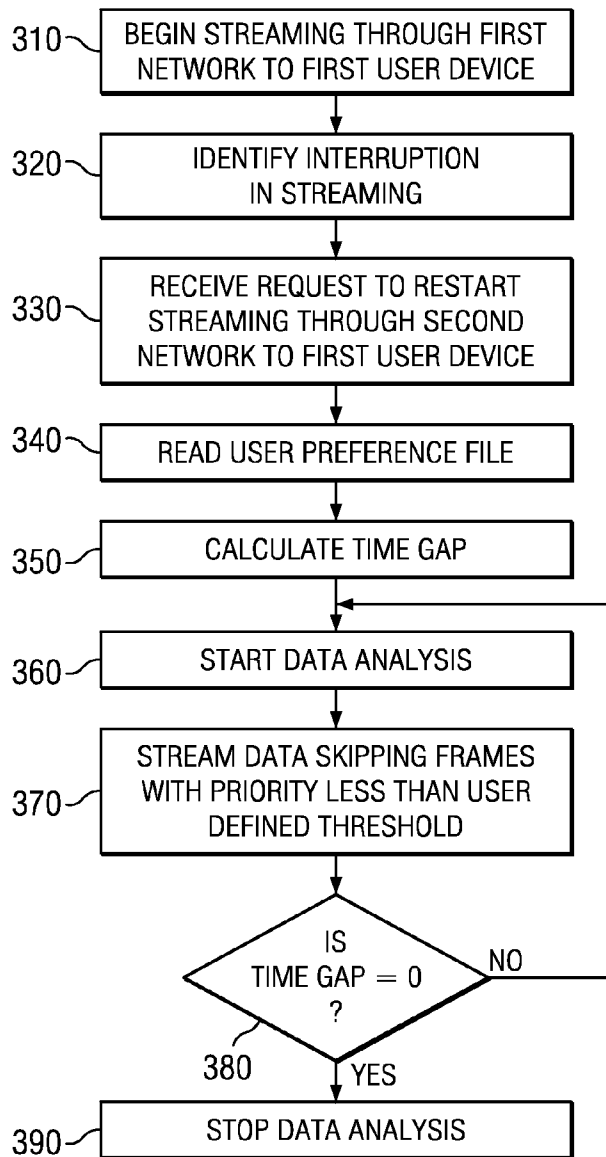 310
BEGIN STREAMING THROUGH FIRST
NETWORK TO FIRST USER DEVICE
320
IDENTIFY INTERRUPTION
IN STREAMING
330
RECEIVE REQUEST TO RESTART
STREAMING THROUGH SECOND
NETWORK TO FIRST USER DEVICE
340
READ USER PREFERENCE FILE
350
CALCULATE TIME GAP
360
START DATA ANALYSIS
370
STREAM DATA SKIPPING FRAMES
WITH PRIORITY LESS THAN USER
DEFINED THRESHOLD
IS
TIME GAP = 0
?
NO
380
YES
390
STOP DATA ANALYSIS